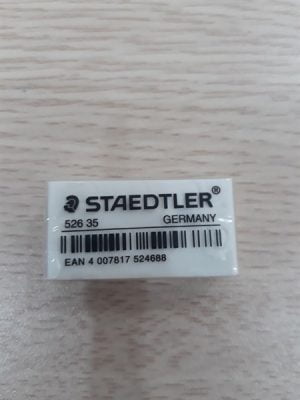 STAEDTLER®
526 35 GERMANY
EAN 4 007817 524688